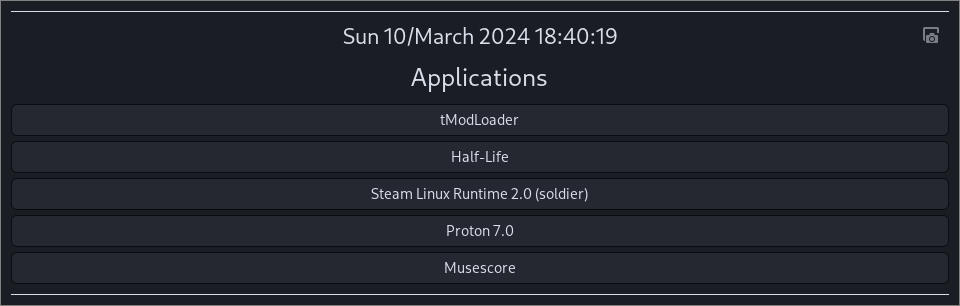 Sun 10/March 2024 18:40:19
Applications
tModLoader
Half-Life
Steam Linux Runtime 2.0 (soldier)
Proton 7.0
Musescore